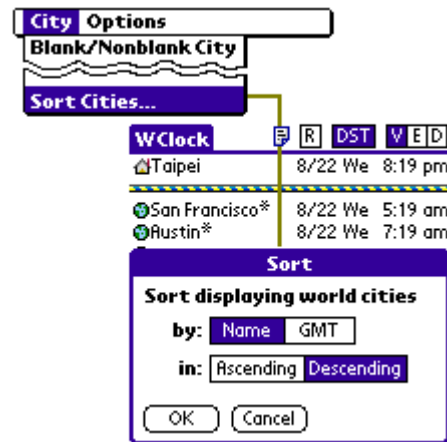 City Options
Blank/Nonblank City
Sort Cities...
WClock R DST V E D
Taipei 8/22 We 8:19 pm
San Francisco* 8/22 We 5:19 am
Austin* 8/22 We 7:19 am
Sort
Sort displaying world cities
by: Name GMT
in: Ascending Descending
OK Cancel